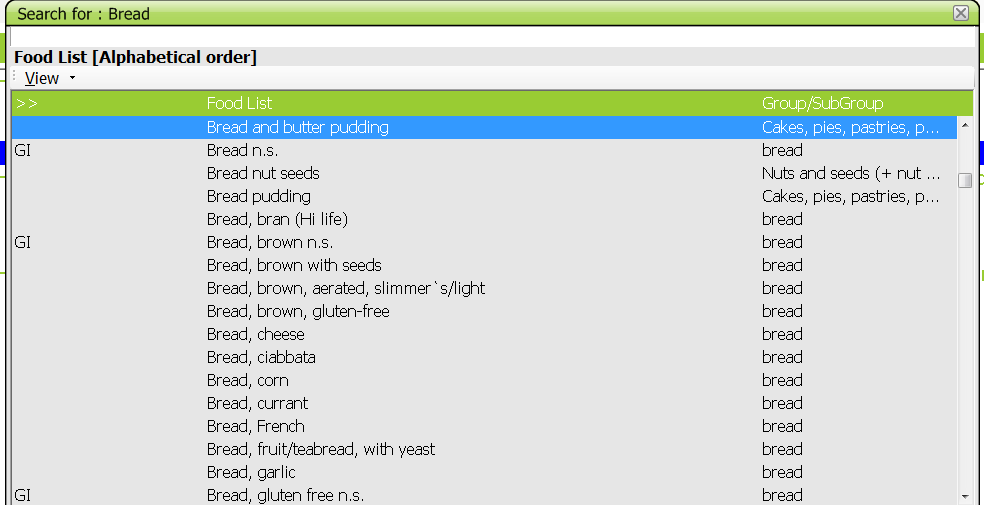 Search for : Bread
Food List [Alphabetical order]
View
>> Food List Group/SubGroup
Bread and butter pudding Cakes, pies, pastries, p...
GI Bread n.s. bread
Bread nut seeds Nuts and seeds (+ nut ...
Bread pudding Cakes, pies, pastries, p...
Bread, bran (Hi life) bread
GI Bread, brown n.s. bread
Bread, brown with seeds bread
Bread, brown, aerated, slimmer`s/light bread
Bread, brown, gluten-free bread
Bread, cheese bread
Bread, ciabbata bread
Bread, corn bread
Bread, currant bread
Bread, French bread
Bread, fruit/teabread, with yeast bread
Bread, garlic bread
GI Bread, gluten free n.s. bread